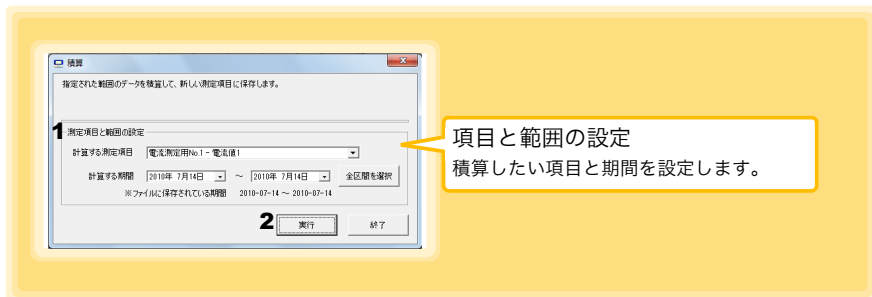 積算
指定された範囲のデータを積算して、新しい測定項目に保存します。
1
測定項目と範囲の設定
計算する測定項目 電流測定用No.1 - 電流値1
計算する期間 2010年 7月14日 ～ 2010年 7月14日 全区間を選択
※ファイルに保存されている期間 2010-07-14 ～ 2010-07-14
2 実行 終了
項目と範囲の設定
積算したい項目と期間を設定します。